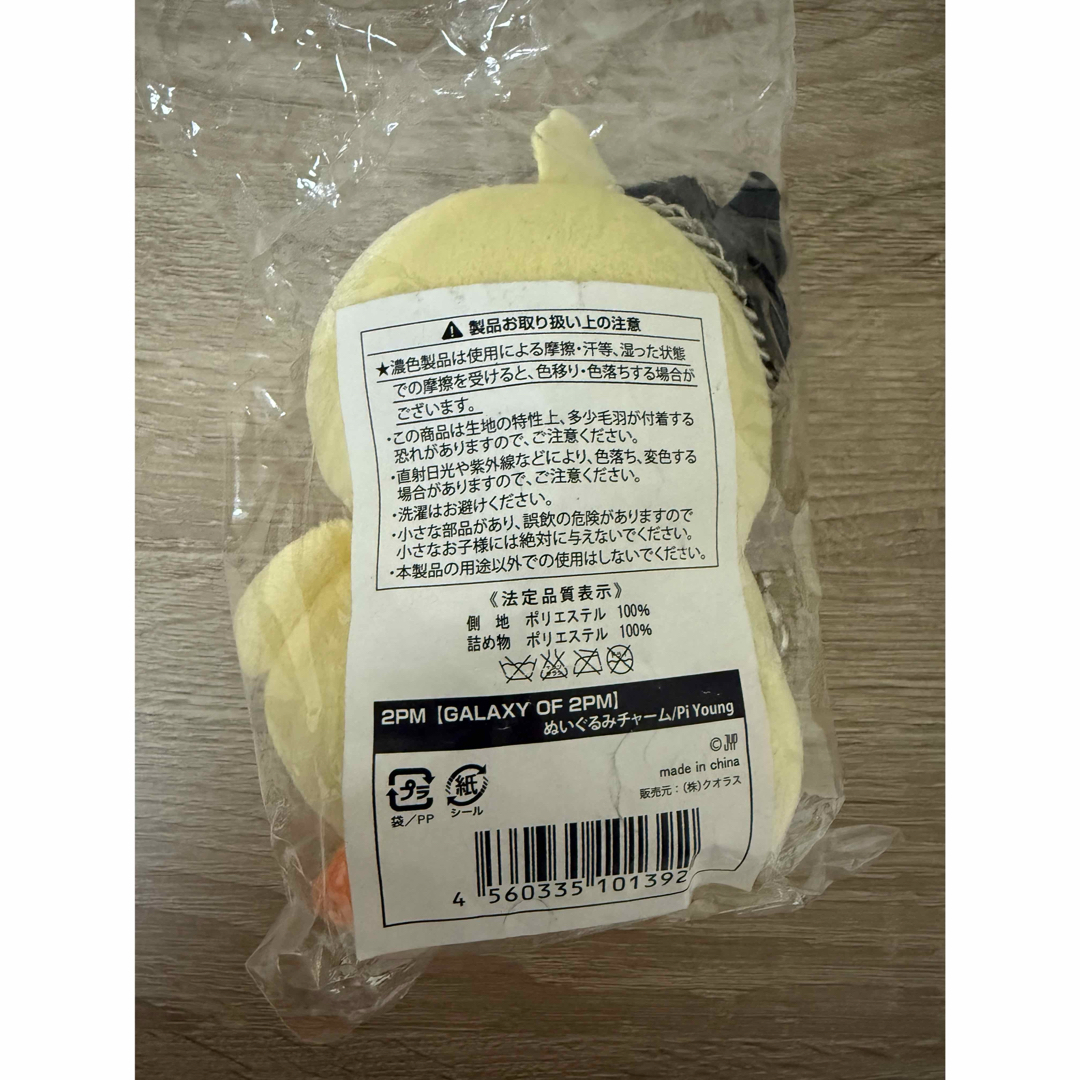 製品お取り扱い上の注意
★濃色製品は使用による摩擦・汗等、湿った状態
での摩擦を受けると、色移り・色落ちする場合が
ございます。
・この商品は生地の特性上、多少毛羽が付着する
恐れがありますので、ご注意ください。
・直射日光や紫外線などにより、色落ち、変色する
場合がありますので、ご注意ください。
・洗濯はお避けください。
・小さな部品があり、誤飲の危険がありますので
小さなお子様には絶対に与えないでください。
・本製品の用途以外での使用はしないでください。
《法定品質表示》
側 地 ポリエステル 100%
詰め物 ポリエステル 100%
2PM【GALAXY OF 2PM】
ぬいぐるみチャーム/Pi Young
©JYP
made in china
販売元:(株)クオラス
プラ 紙
袋/PP シール
4 560335 101392